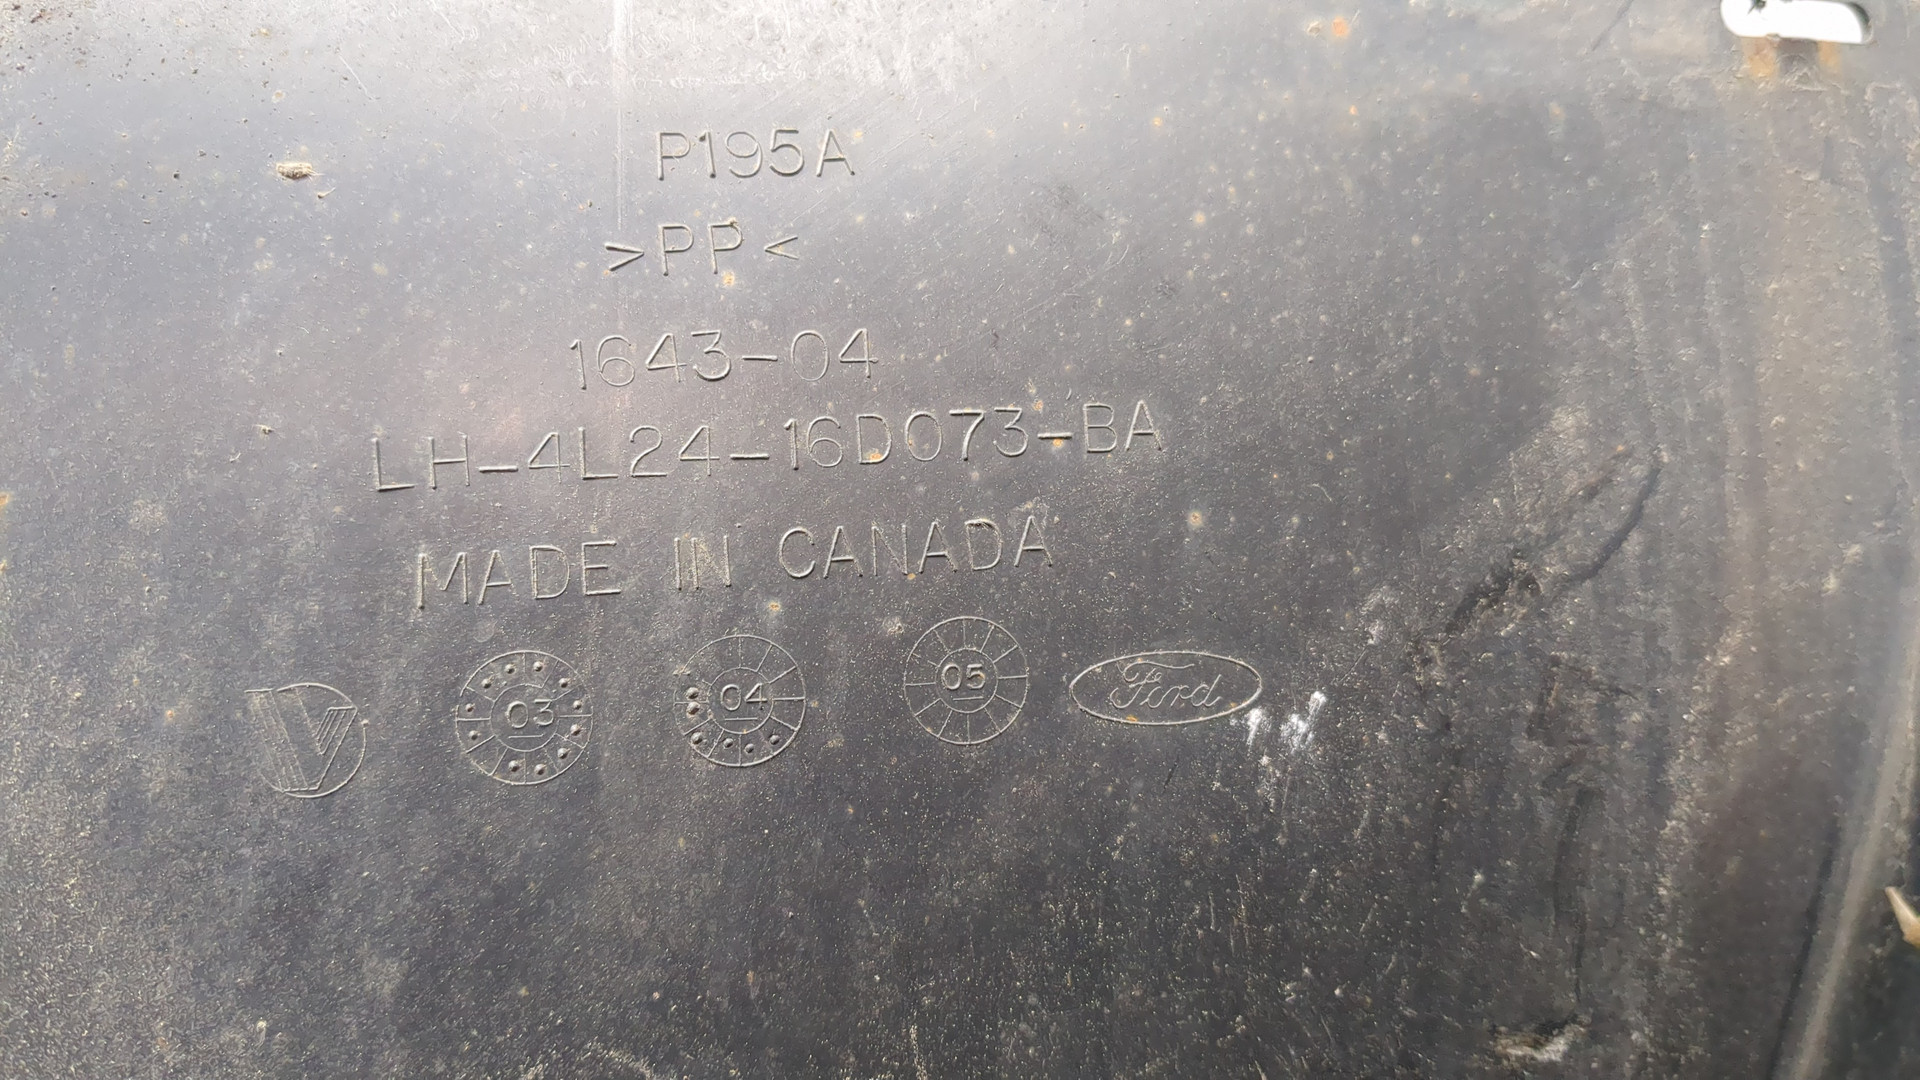 P195A
>PP<
1643-04
LH-4L24-16D073-BA
MADE IN CANADA
V 03 04 05 Ford